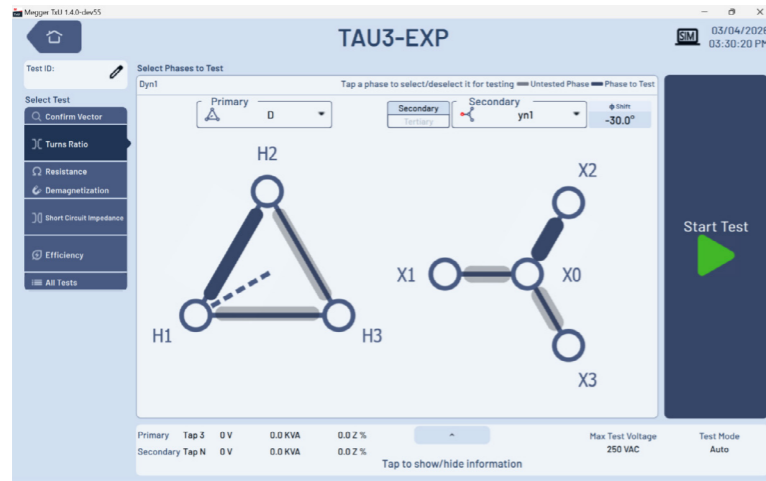 Megger TxU 1.4.0-dev55
TAU3-EXP
SIM
03/04/2026
03:30:20 PM
Test ID:
Select Test
Confirm Vector
Turns Ratio
Resistance
Demagnetization
Short Circuit Impedance
Efficiency
All Tests
Select Phases to Test
Dyn1
Tap a phase to select/deselect it for testing Untested Phase Phase to Test
Primary
D
Secondary
Tertiary
Secondary
yn1
Φ Shift
-30.0°
H2
H1
H3
X2
X1
X0
X3
Start Test
Primary Tap 3 0 V 0.0 KVA 0.0 Z %
Secondary Tap N 0 V 0.0 KVA 0.0 Z %
Tap to show/hide information
Max Test Voltage
250 VAC
Test Mode
Auto